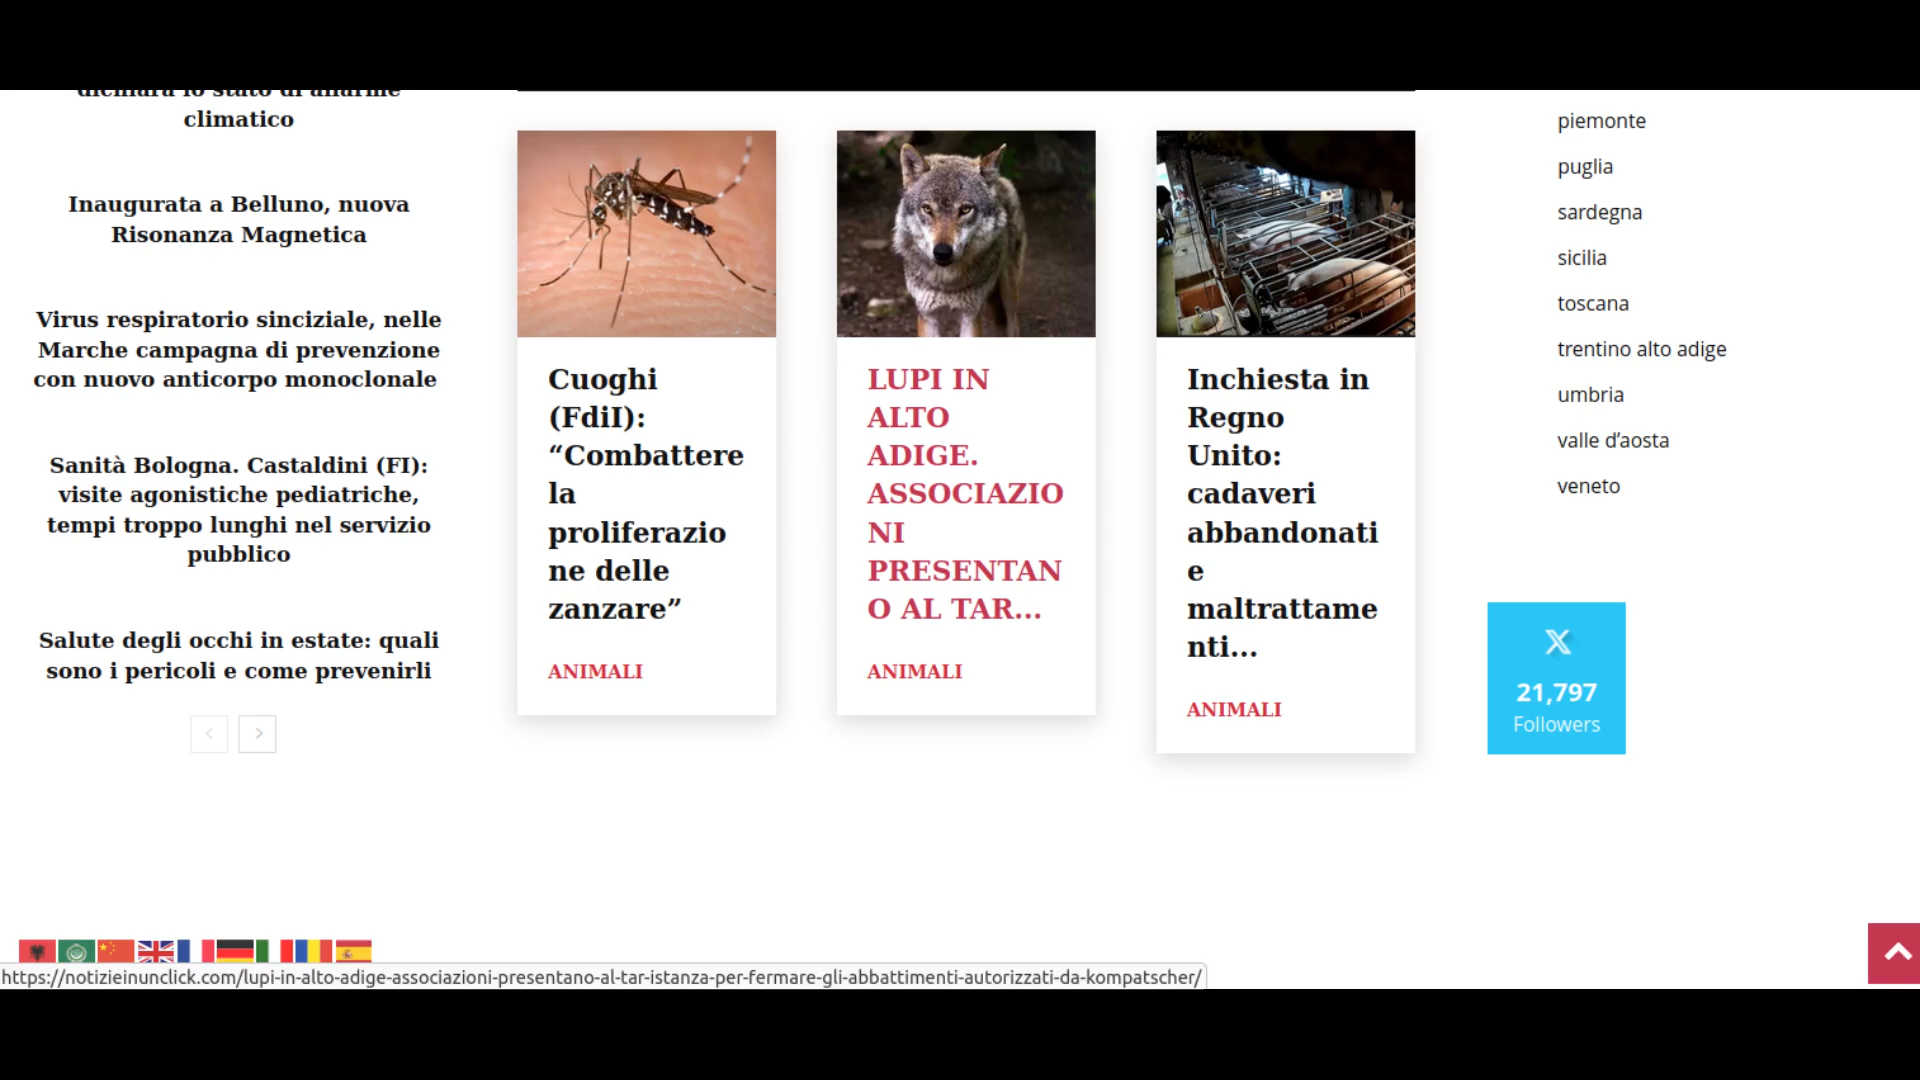 dichiara lo stato di allarme
climatico
Inaugurata a Belluno, nuova
Risonanza Magnetica
Virus respiratorio sinciziale, nelle
Marche campagna di prevenzione
con nuovo anticorpo monoclonale
Sanità Bologna. Castaldini (FI):
visite agonistiche pediatriche,
tempi troppo lunghi nel servizio
pubblico
Salute degli occhi in estate: quali
sono i pericoli e come prevenirli
Cuoghi
(FdiI):
“Combattere
la
proliferazio
ne delle
zanzare”
ANIMALI
LUPI IN
ALTO
ADIGE.
ASSOCIAZIO
NI
PRESENTAN
O AL TAR...
ANIMALI
Inchiesta in
Regno
Unito:
cadaveri
abbandonati
e
maltrattame
nti...
ANIMALI
piemonte
puglia
sardegna
sicilia
toscana
trentino alto adige
umbria
valle d’aosta
veneto
21,797
Followers
https://notizieinunclick.com/lupi-in-alto-adige-associazioni-presentano-al-tar-istanza-per-fermare-gli-abbattimenti-autorizzati-da-kompatscher/